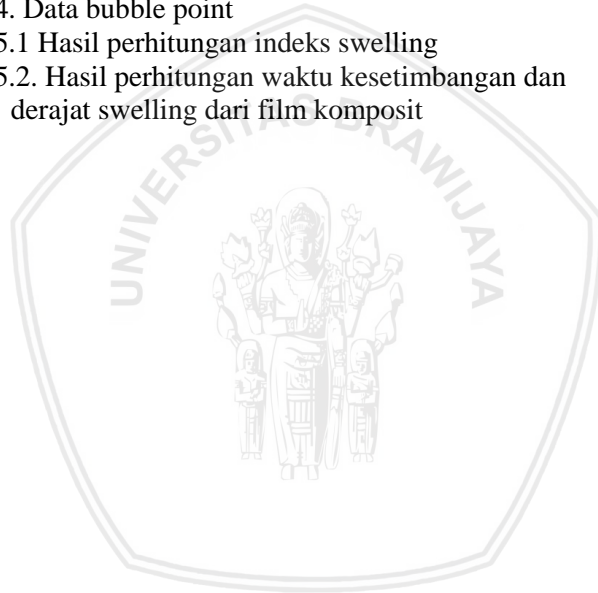 4. Data bubble point
5.1 Hasil perhitungan indeks swelling
5.2. Hasil perhitungan waktu kesetimbangan dan
derajat swelling dari film komposit
UNIVERSITAS BRAWIJAYA